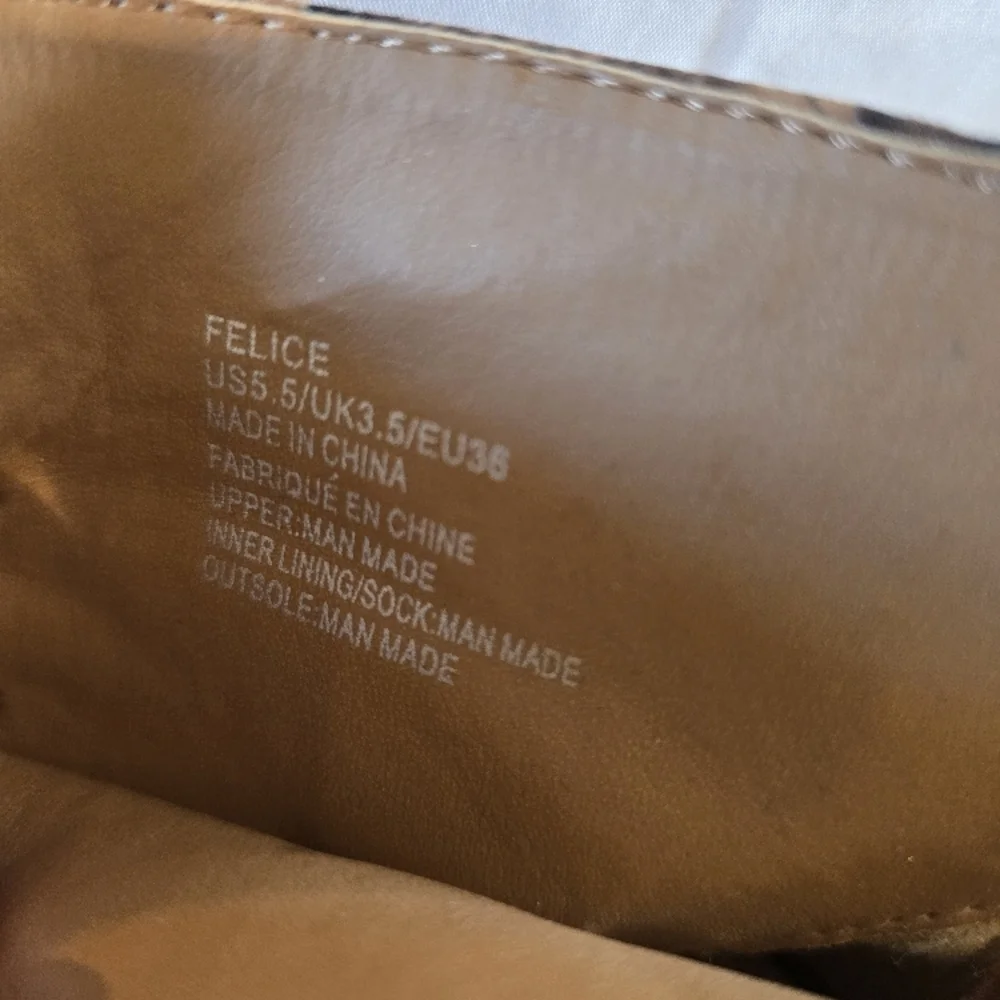 FELICE
US5.5/UK3.5/EU36
MADE IN CHINA
FABRIQUÉ EN CHINE
UPPER:MAN MADE
INNER LINING/SOCK:MAN MADE
OUTSOLE:MAN MADE